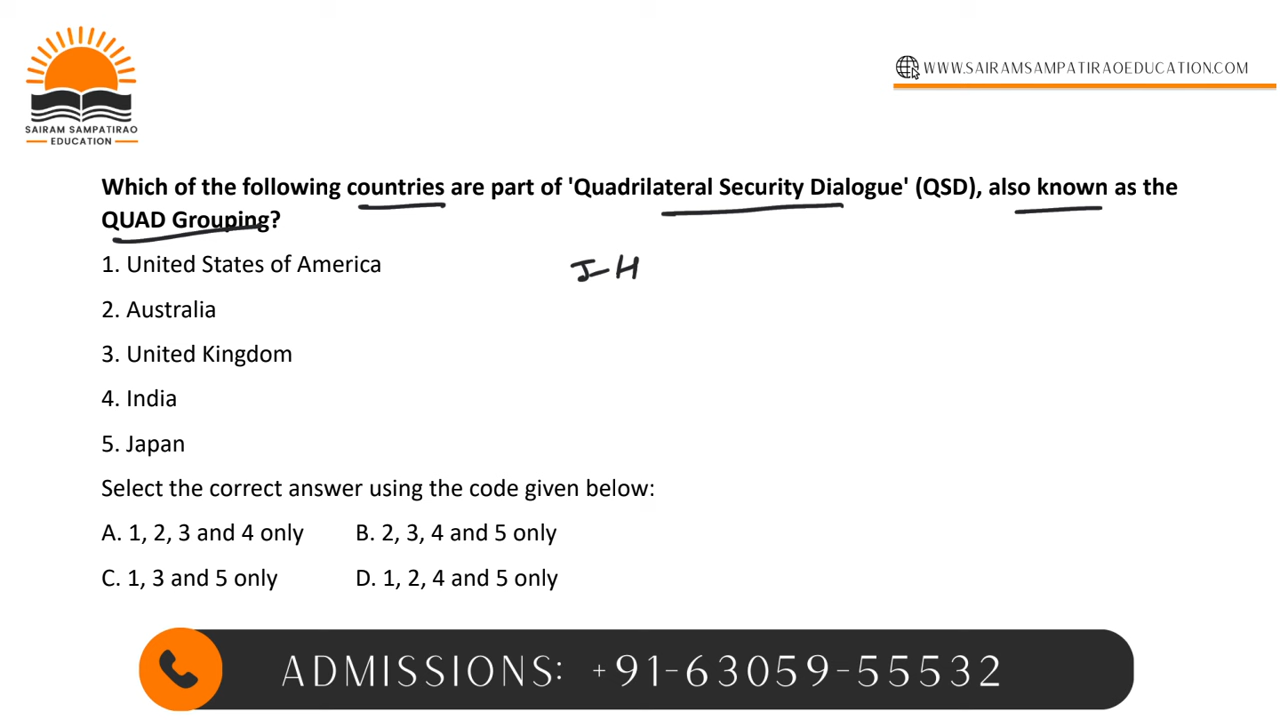 SAIRAM SAMPATIRAO
EDUCATION
WWW.SAIRAMSAMPATIRAOEDUCATION.COM
Which of the following countries are part of 'Quadrilateral Security Dialogue' (QSD), also known as the
QUAD Grouping?
1. United States of America
J-H
2. Australia
3. United Kingdom
4. India
5. Japan
Select the correct answer using the code given below:
A. 1, 2, 3 and 4 only B. 2, 3, 4 and 5 only
C. 1, 3 and 5 only D. 1, 2, 4 and 5 only
ADMISSIONS: +91-63059-55532